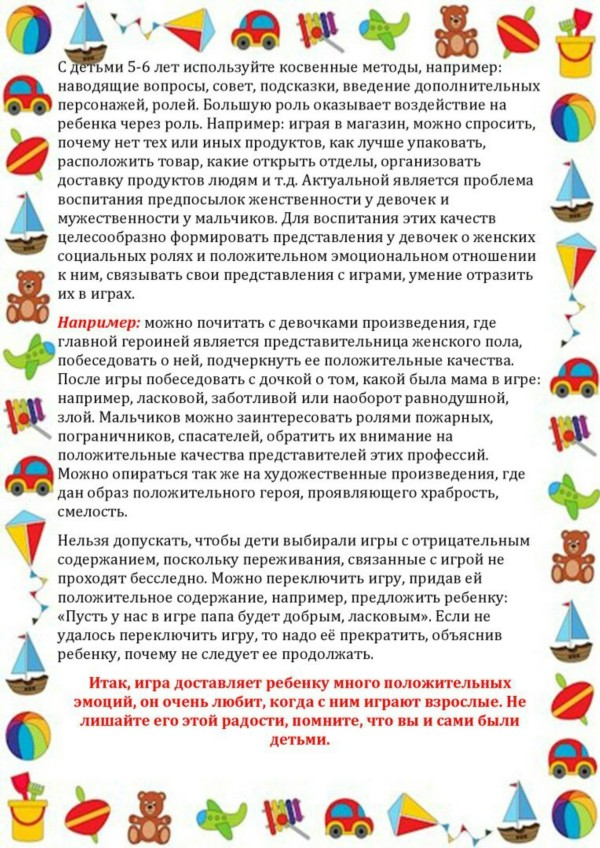 С детьми 5-6 лет используйте косвенные методы, например:
наводящие вопросы, совет, подсказки, введение дополнительных
персонажей, ролей. Большую роль оказывает воздействие на
ребенка через роль. Например: играя в магазин, можно спросить,
почему нет тех или иных продуктов, как лучше упаковать,
расположить товар, какие открыть отделы, организовать
доставку продуктов людям и т.д. Актуальной является проблема
воспитания предпосылок женственности у девочек и
мужественности у мальчиков. Для воспитания этих качеств
целесообразно формировать представления у девочек о женских
социальных ролях и положительном эмоциональном отношении
к ним, связывать свои представления с играми, умение отразить
их в играх.
Например: можно почитать с девочками произведения, где
главной героиней является представительница женского пола,
побеседовать о ней, подчеркнуть ее положительные качества.
После игры побеседовать с дочкой о том, какой была мама в игре:
например, ласковой, заботливой или наоборот равнодушной,
злой. Мальчиков можно заинтересовать ролями пожарных,
пограничников, спасателей, обратить их внимание на
положительные качества представителей этих профессий.
Можно опираться так же на художественные произведения, где
дан образ положительного героя, проявляющего храбрость,
смелость.
Нельзя допускать, чтобы дети выбирали игры с отрицательным
содержанием, поскольку переживания, связанные с игрой не
проходят бесследно. Можно переключить игру, придав ей
положительное содержание, например, предложить ребенку:
«Пусть у нас в игре папа будет добрым, ласковым». Если не
удалось переключить игру, то надо её прекратить, объяснив
ребенку, почему не следует ее продолжать.
Итак, игра доставляет ребенку много положительных
эмоций, он очень любит, когда с ним играют взрослые. Не
лишайте его этой радости, помните, что вы и сами были
детьми.